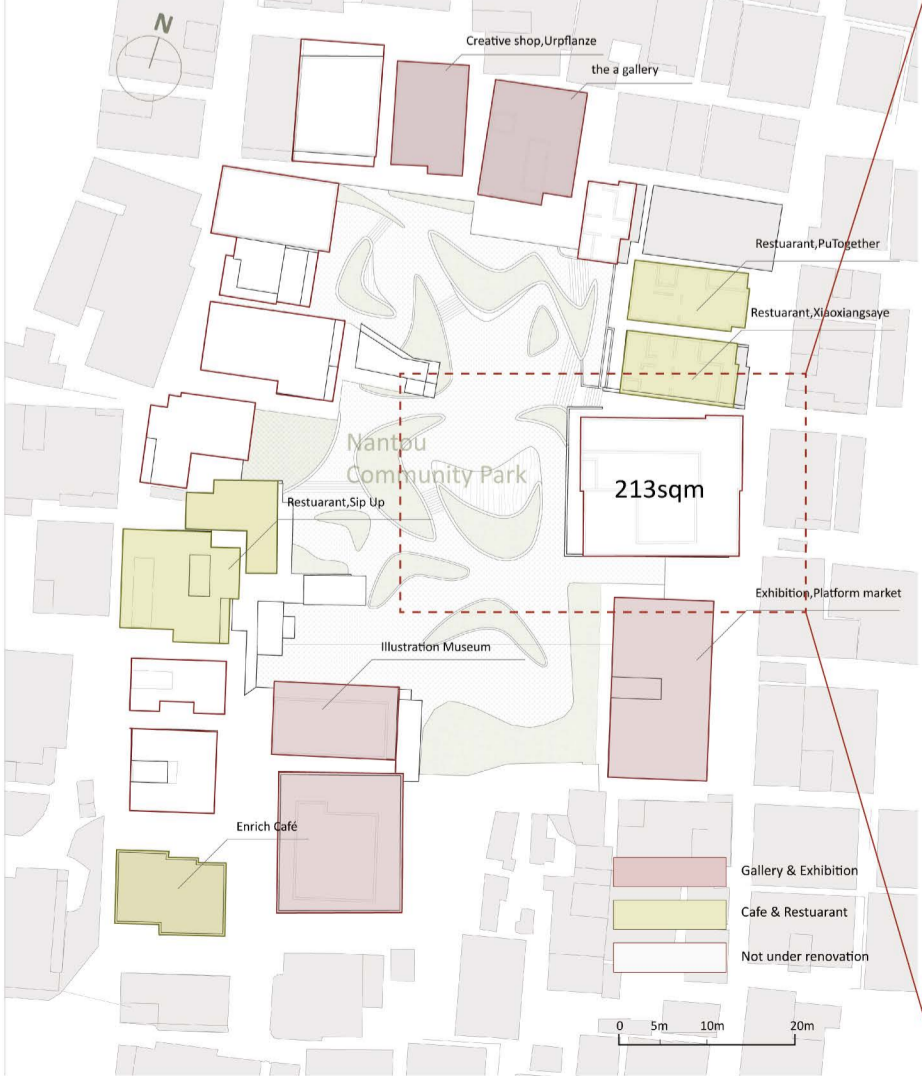 N
Creative shop,Urpflanze
the a gallery
Restuarant,PuTogether
Restuarant,Xiaoxiangsaye
Nantou
Community Park
213sqm
Restuarant,Sip Up
Exhibition,Platform market
Illustration Museum
Enrich Café
Gallery & Exhibition
Cafe & Restuarant
Not under renovation
0 5m 10m 20m